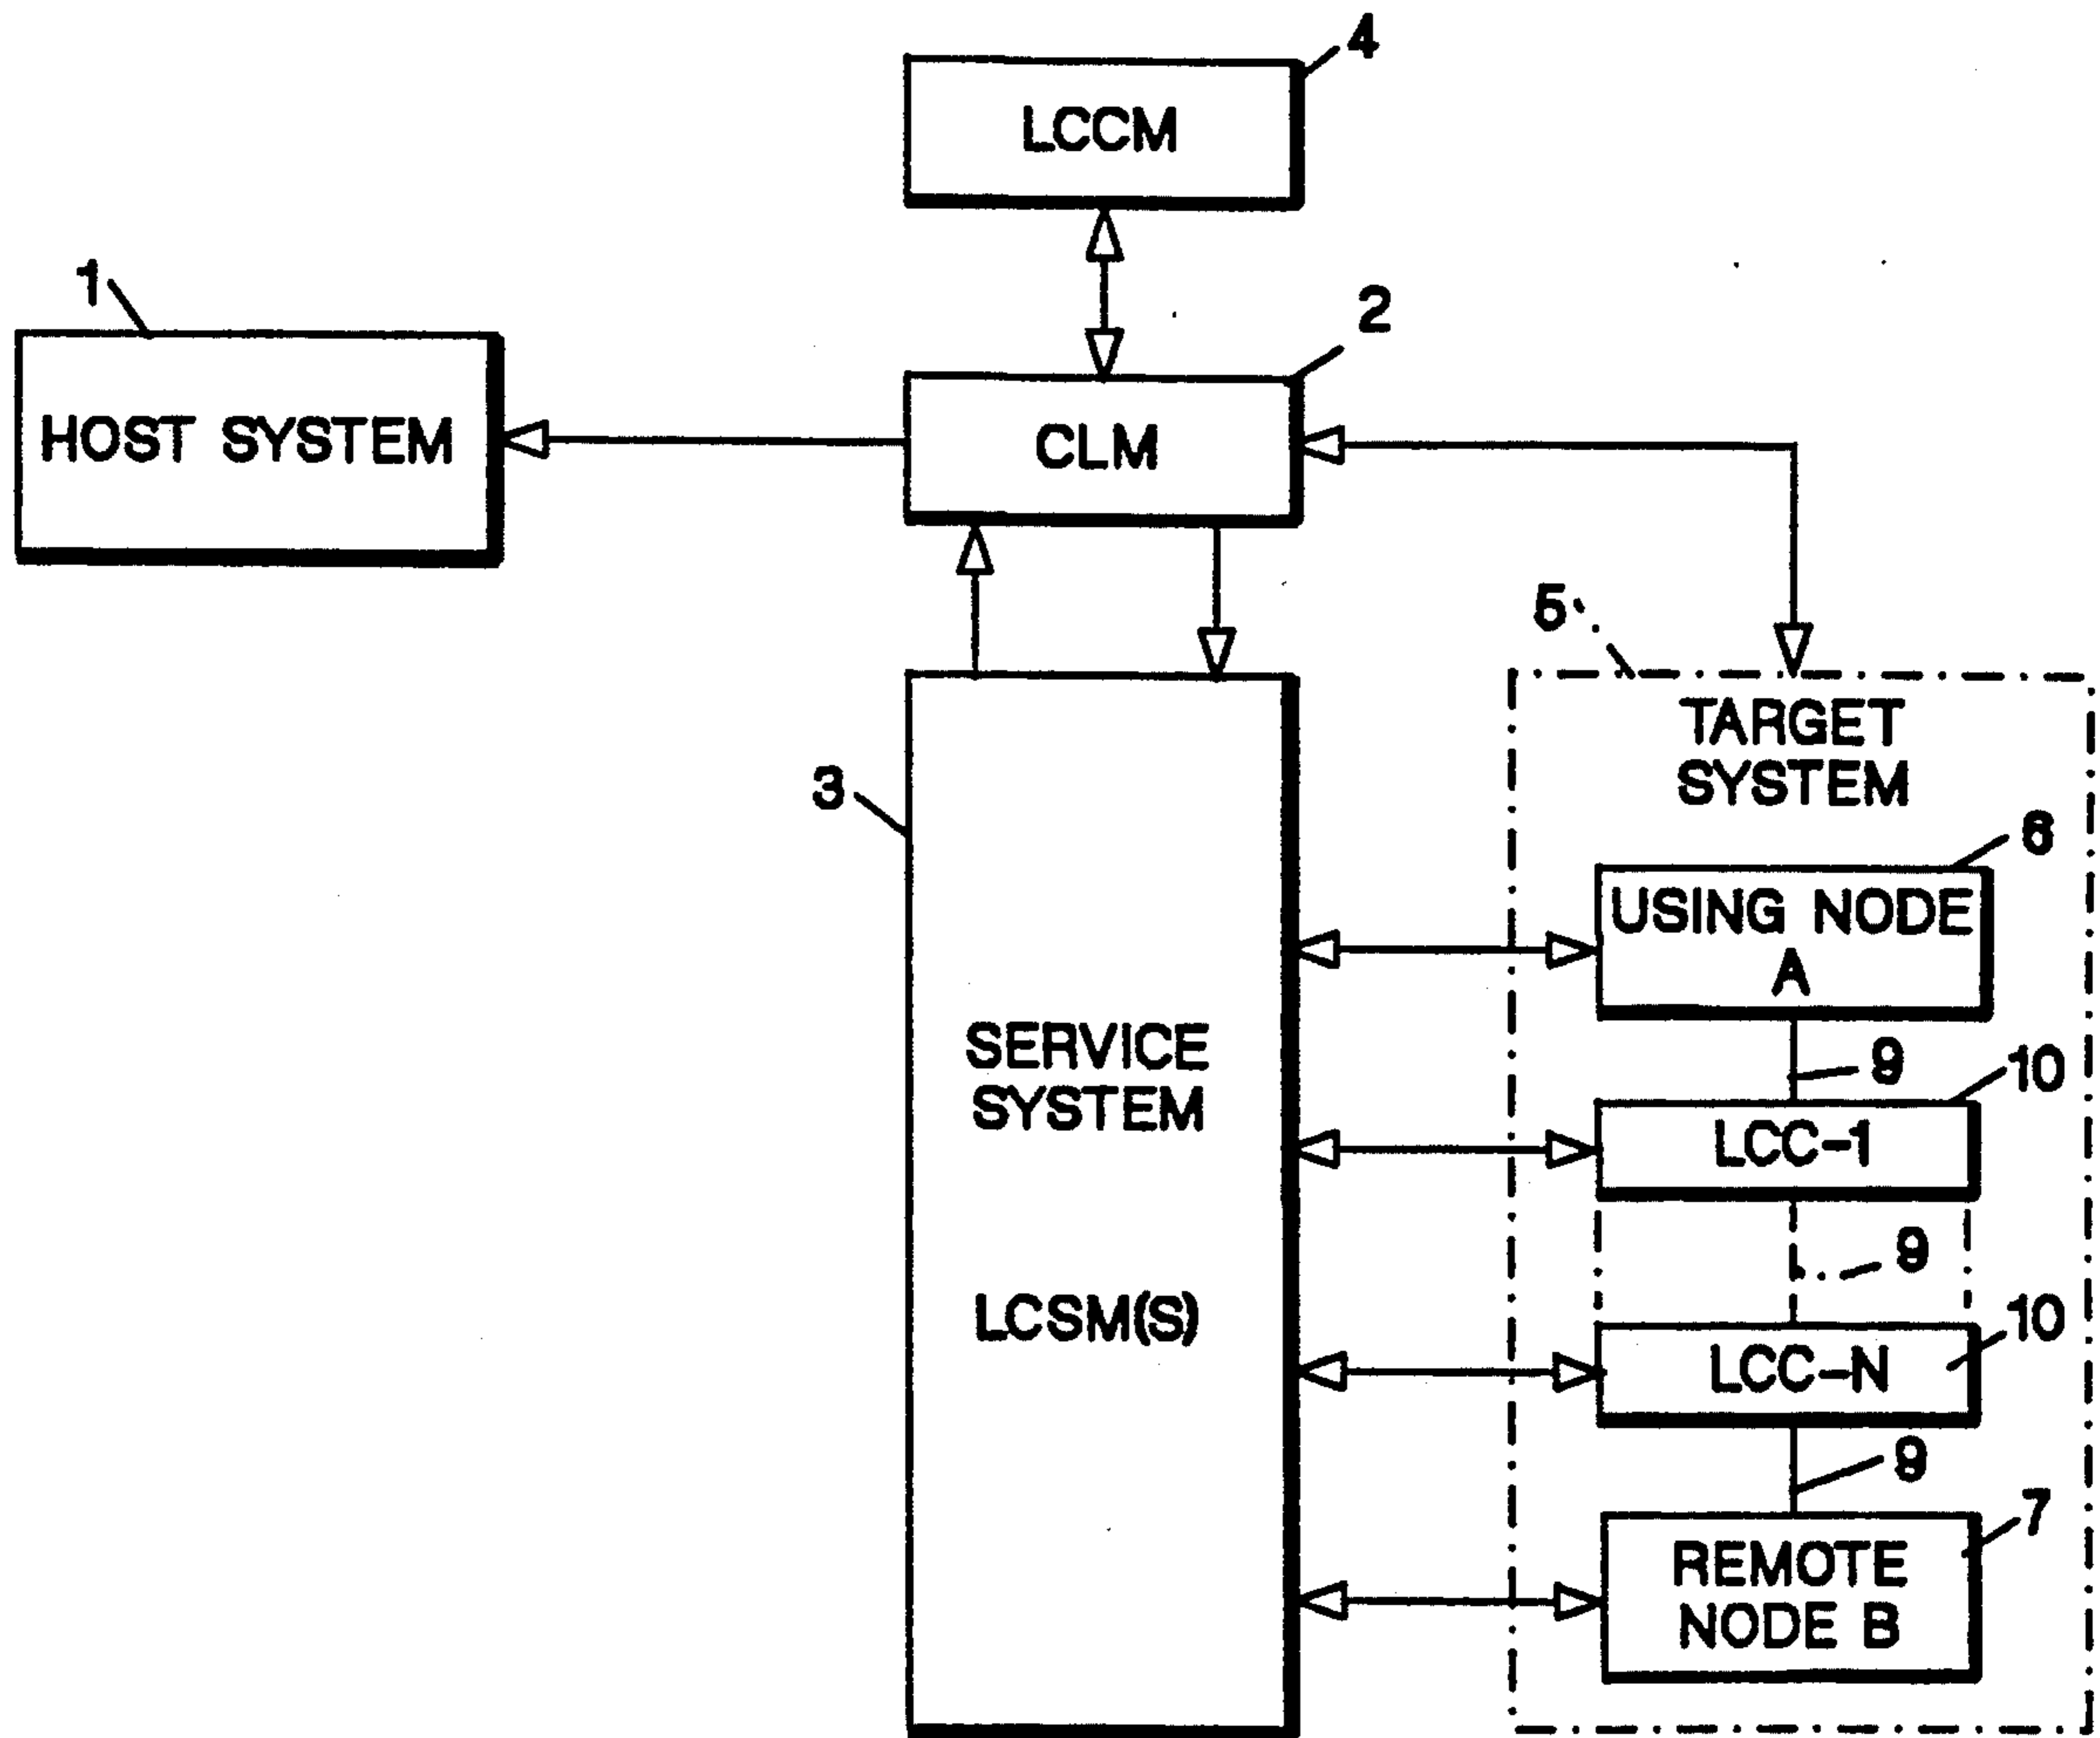 4
LCCM
1
2
HOST SYSTEM
CLM
5
TARGET
SYSTEM
3
6
USING NODE
A
SERVICE
SYSTEM
9
10
LCC-1
9
LCSM(S)
10
LCC-N
9
7
REMOTE
NODE B